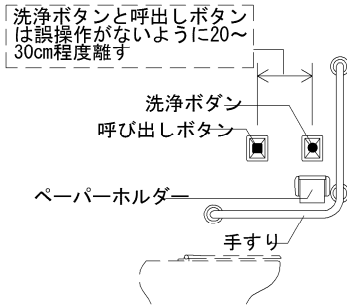 洗浄ボタンと呼出しボタン
は誤操作がないように20～
30cm程度離す
洗浄ボダン
呼び出しボタン
ペーパーホルダー
手すり